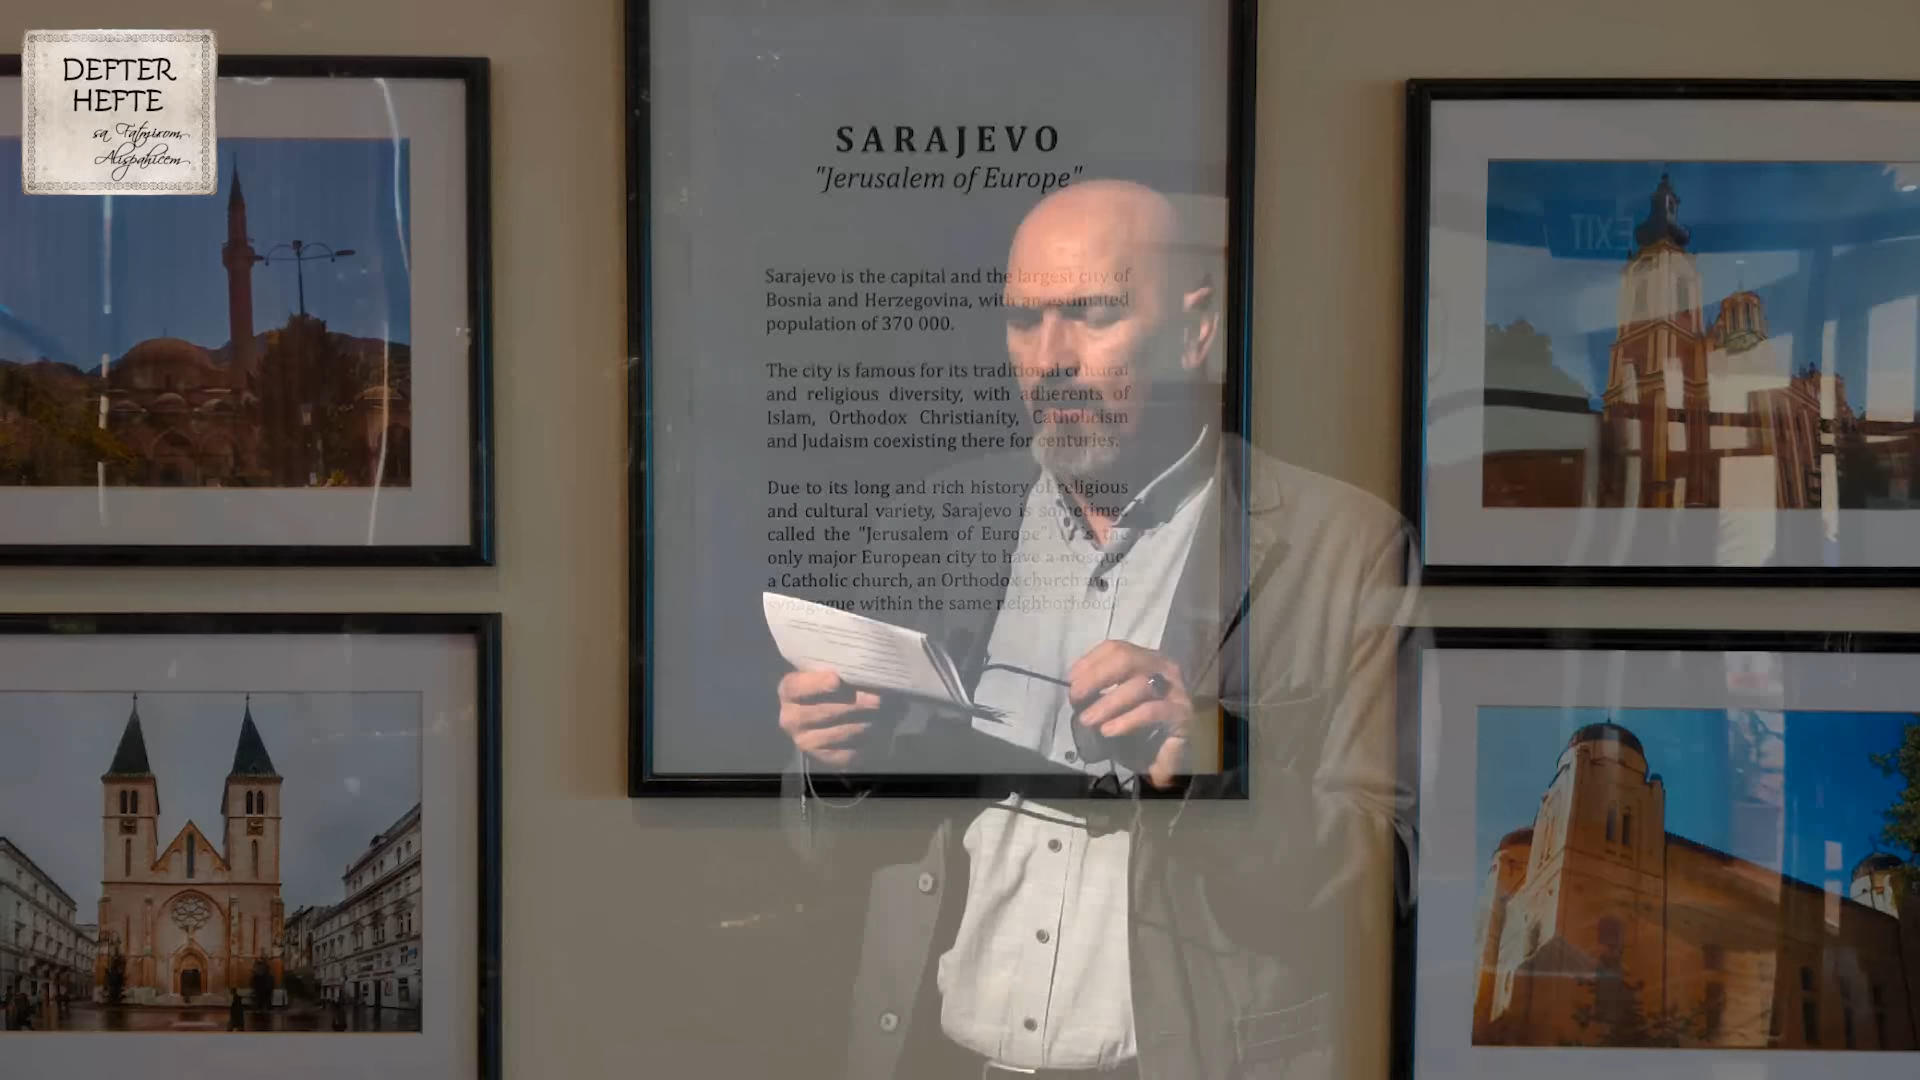 DEFTER
HEFTE
sa Fatmirom
Alispahićem
SARAJEVO
"Jerusalem of Europe"
Sarajevo is the capital and the largest city of
Bosnia and Herzegovina, with an estimated
population of 370 000.
The city is famous for its traditional cultural
and religious diversity, with adherents of
Islam, Orthodox Christianity, Catholicism
and Judaism coexisting there for centuries.
Due to its long and rich history of religious
and cultural variety, Sarajevo is sometimes
called the "Jerusalem of Europe". It is the
only major European city to have a mosque,
a Catholic church, an Orthodox church and a
synagogue within the same neighborhood.
EXIT